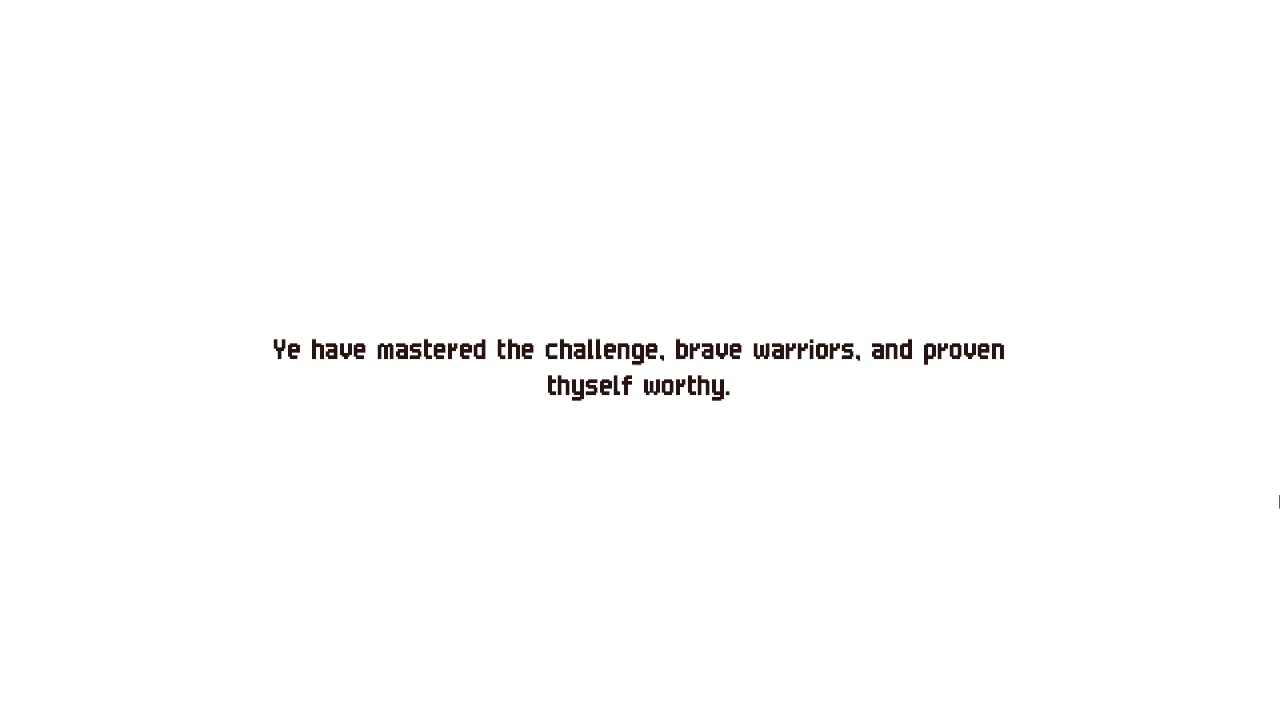 Ye have mastered the challenge, brave warriors, and proven
thyself worthy.